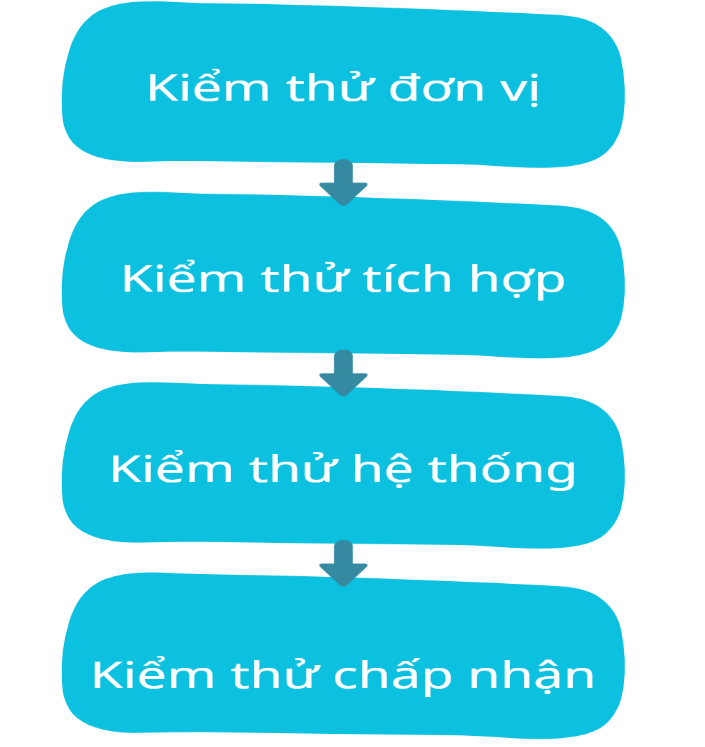 Kiểm thử đơn vị
Kiểm thử tích hợp
Kiểm thử hệ thống
Kiểm thử chấp nhận